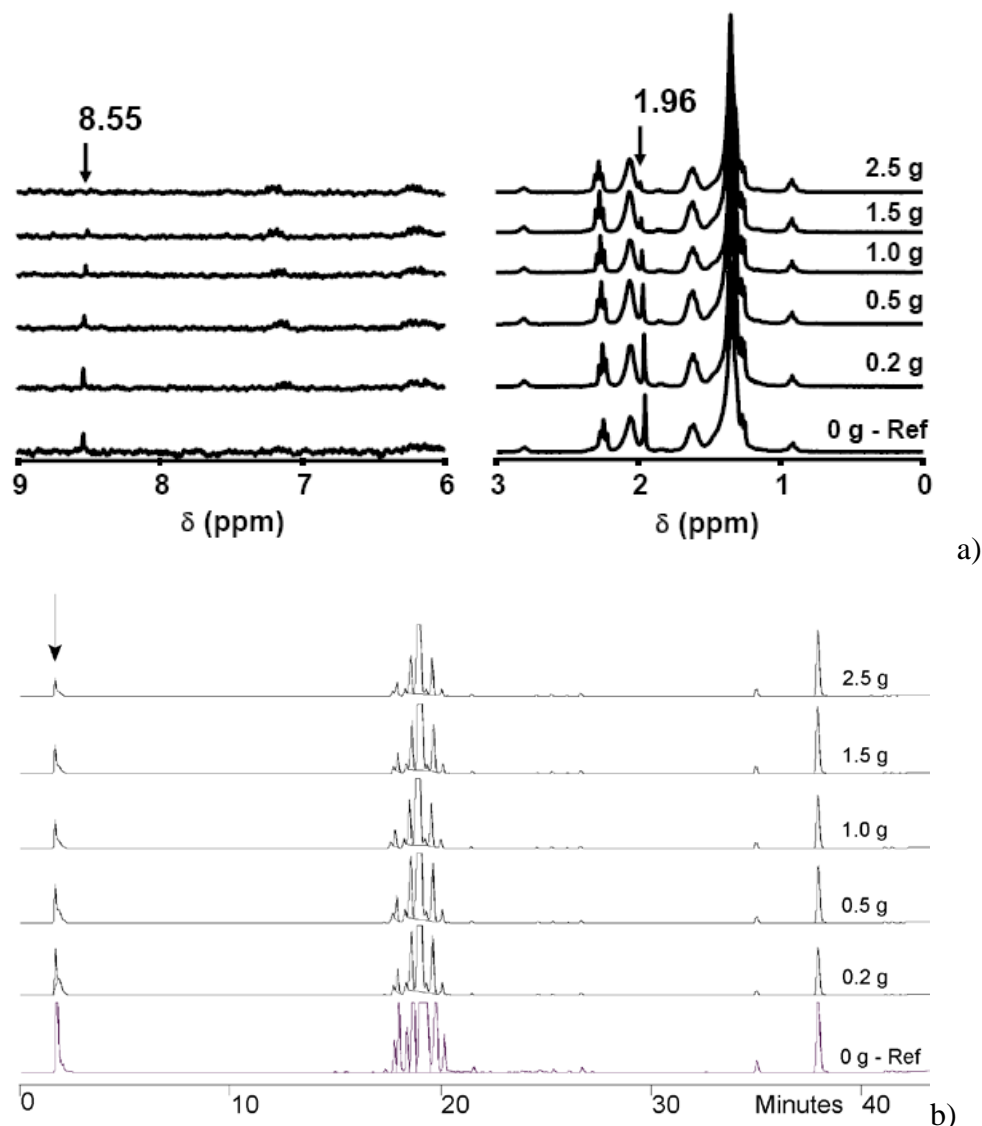 8.55
1.96
2.5 g
1.5 g
1.0 g
0.5 g
0.2 g
0 g - Ref
9 8 7 6
3 2 1 0
δ (ppm)
δ (ppm)
a)
2.5 g
1.5 g
1.0 g
0.5 g
0.2 g
0 g - Ref
0 10 20 30 Minutes 40
b)